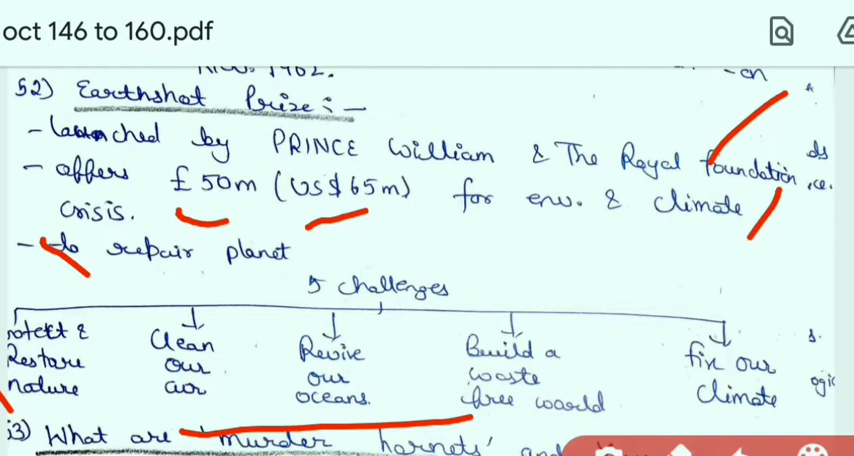 oct 146 to 160.pdf
52) Earthshot Prize :-
- launched by PRINCE William & The Royal Foundation
- offers £50m (US$65m) for env. & climate
crisis.
- to repair planet
5 challenges
Protect &
Restore
nature
Clean
our
air
Revive
our
oceans.
Build a
waste
free world
fix our
climate
53) What are 'murder hornets' and